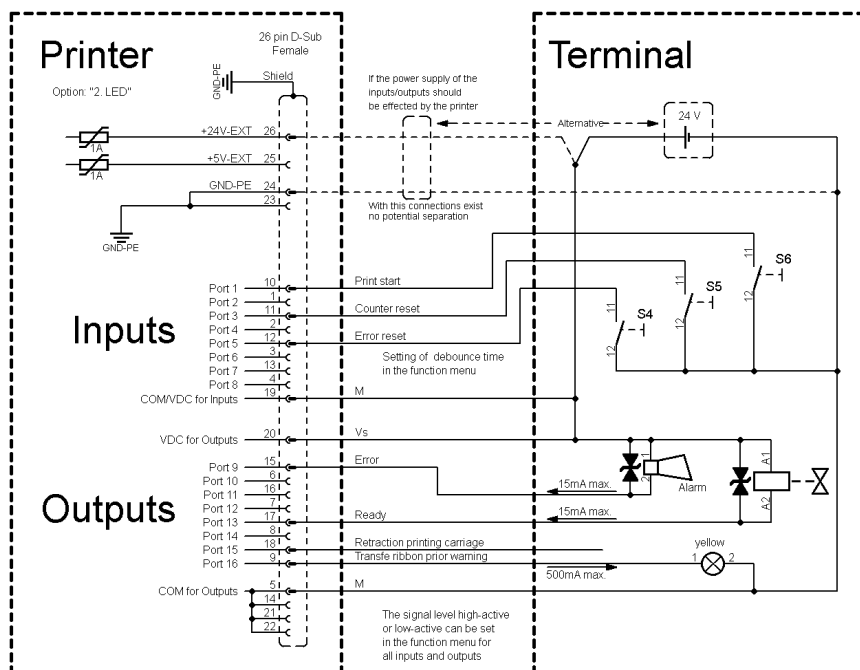 Printer
26 pin D-Sub
Female
Terminal
Option: "2. LED"
GND-PE
Shield
If the power supply of the
inputs/outputs should
be effected by the printer
Alternative
24 V
+24V-EXT 26
1A
+5V-EXT 25
1A
GND-PE 24
23
GND-PE
With this connections exist
no potential separation
Inputs
Port 1 10 Print start
Port 2 1
Port 3 11 Counter reset
Port 4 2
Port 5 12 Error reset
Port 6 3
Port 7 13
Port 8 4
COM/VDC for Inputs 19 M
Setting of debounce time
in the function menu
11 S6 12
11 S5 12
11 S4 12
VDC for Outputs 20 Vs
Outputs
Port 9 15 Error
Port 10 6
Port 11 16
Port 12 7
Port 13 17 Ready
Port 14 8
Port 15 18 Retraction printing carriage
Port 16 9 Transfe ribbon prior warning
COM for Outputs 5 M
14
21
22
1
2
Alarm
A1
A2
15mA max.
15mA max.
yellow
1 2
500mA max.
The signal level high-active
or low-active can be set
in the function menu for
all inputs and outputs